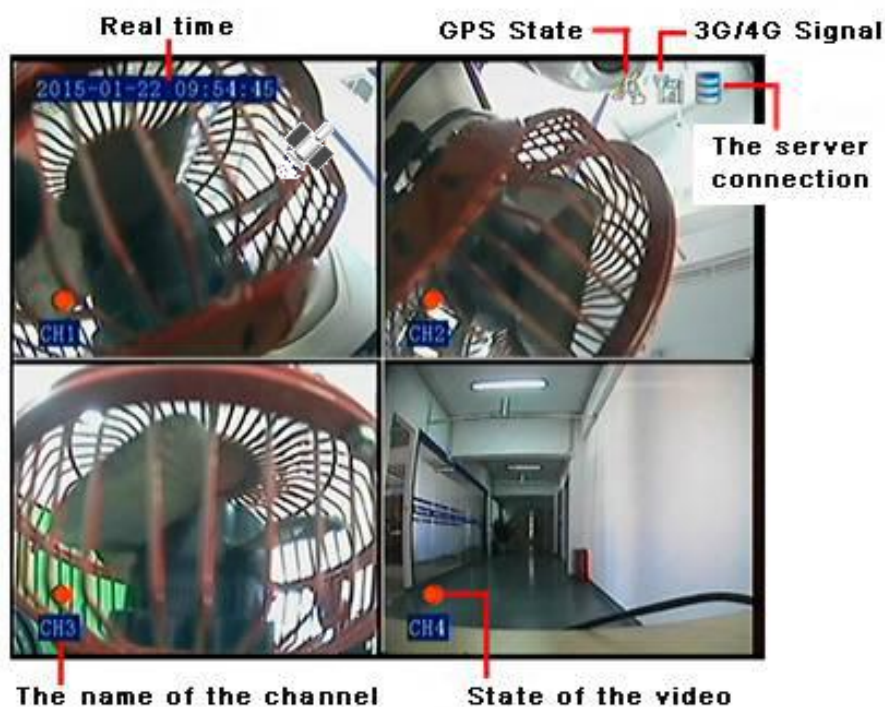 Real time
GPS State
3G/4G Signal
2015-01-22 09:54:45
The server
connection
CH1
CH2
CH3
CH4
The name of the channel
State of the video